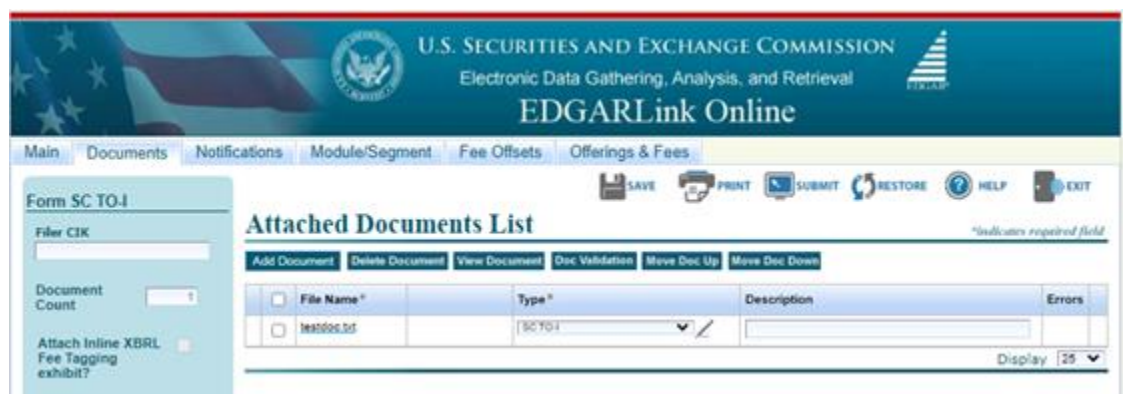 U.S. SECURITIES AND EXCHANGE COMMISSION
Electronic Data Gathering, Analysis, and Retrieval
EDGAR
EDGARLink Online
Main Documents Notifications Module/Segment Fee Offsets Offerings & Fees
SAVE PRINT SUBMIT RESTORE HELP EXIT
Form SC TO-I
Filer CIK
Document Count 1
Attach Inline XBRL Fee Tagging exhibit?
Attached Documents List
*indicates required field
Add Document Delete Document View Document Doc Validation Move Doc Up Move Doc Down
File Name* Type* Description Errors
testdoc.txt SC TO-I
Display 25